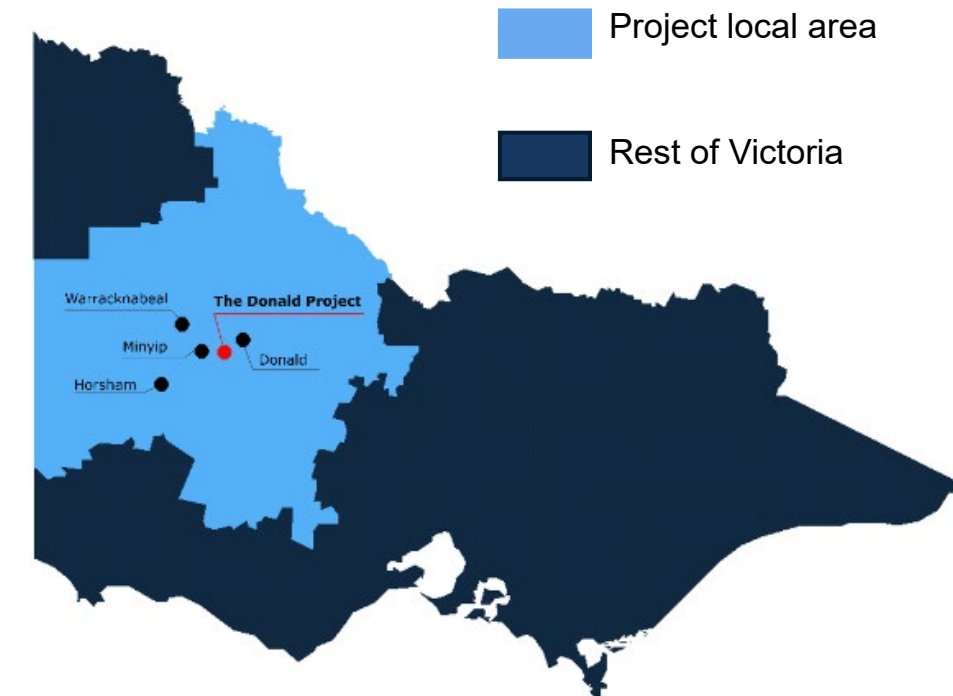 Project local area
Rest of Victoria
Warracknabeal
The Donald Project
Minyip
Donald
Horsham